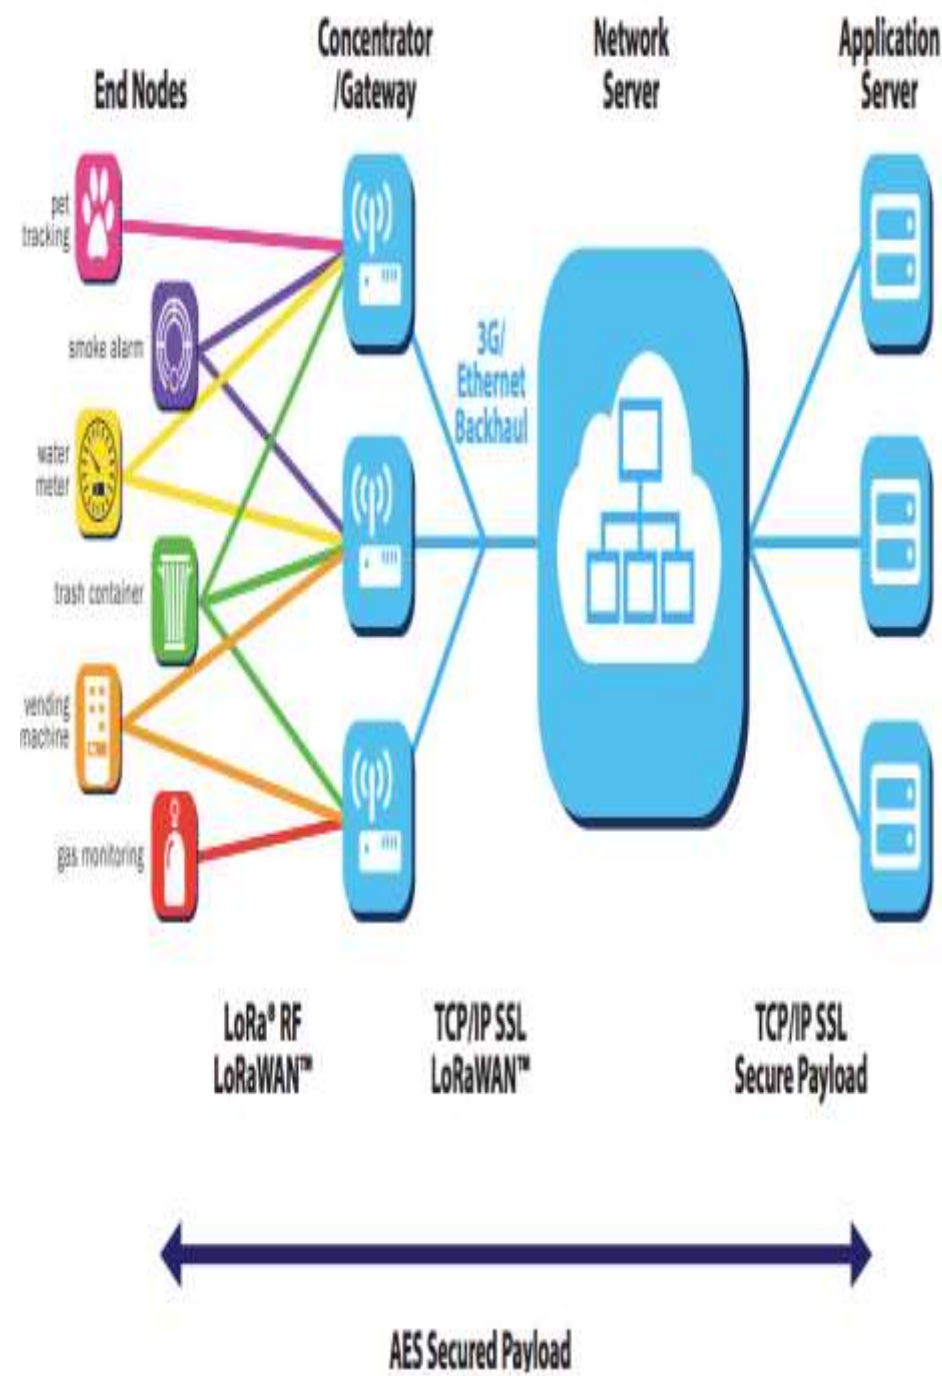 End Nodes
Concentrator
/Gateway
Network
Server
Application
Server
pet
tracking
smoke alarm
water
meter
trash container
vending
machine
gas monitoring
3G/
Ethernet
Backhaul
LoRa® RF
LoRaWAN™
TCP/IP SSL
LoRaWAN™
TCP/IP SSL
Secure Payload
AES Secured Payload